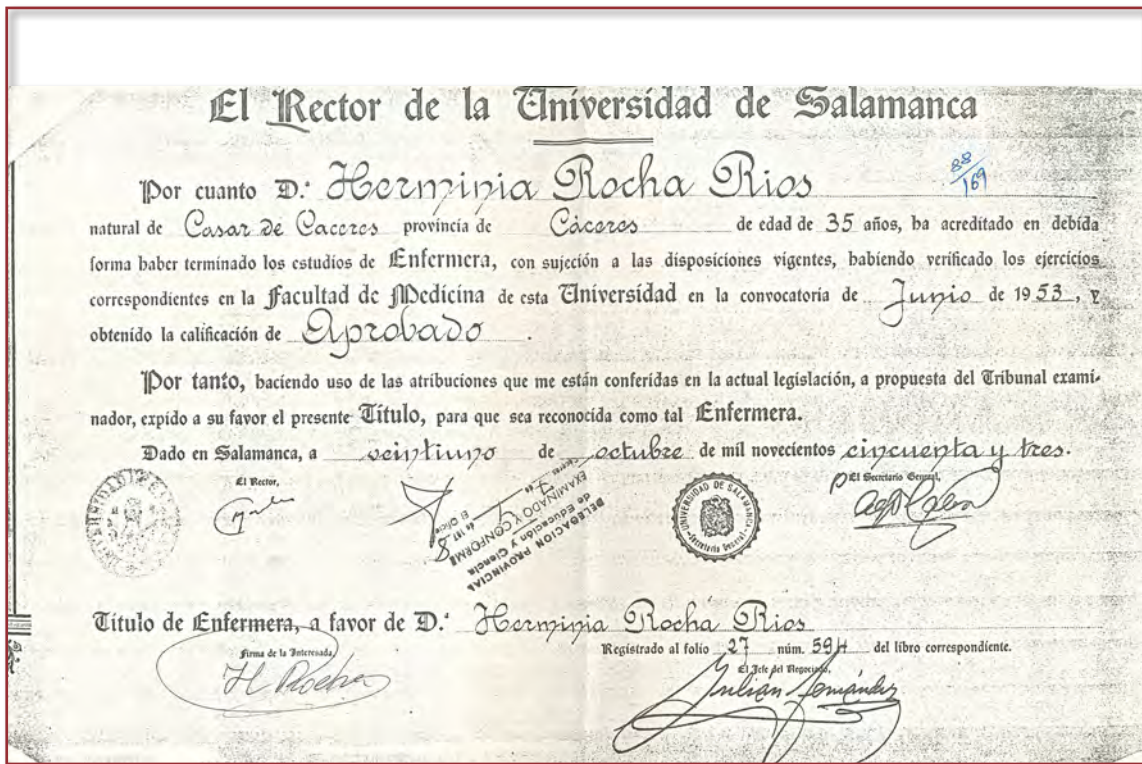 El Rector de la Universidad de Salamanca
88/169
Por cuanto D.ª Herminia Rocha Rios
natural de Casar de Caceres provincia de Cáceres de edad de 35 años, ha acreditado en debida
forma haber terminado los estudios de Enfermera, con sujeción a las disposiciones vigentes, habiendo verificado los ejercicios
correspondientes en la Facultad de Medicina de esta Universidad en la convocatoria de Junio de 1953, y
obtenido la calificación de Aprobado.
Por tanto, haciendo uso de las atribuciones que me están conferidas en la actual legislación, a propuesta del Tribunal exami-
nador, expido a su favor el presente Título, para que sea reconocida como tal Enfermera.
Dado en Salamanca, a veintiuno de octubre de mil novecientos cincuenta y tres.
El Rector,
DELEGACION PROVINCIAL
de Educación y Ciencia
EXAMINADO Y CONFORME
UNIVERSIDAD DE SALAMANCA
Secretaría General
El Secretario General,
Título de Enfermera, a favor de D.ª Herminia Rocha Rios
Registrado al folio 27 núm. 594 del libro correspondiente.
Firma de la Interesada,
H. Rocha
El Jefe del Negociado,
Julián Fernández